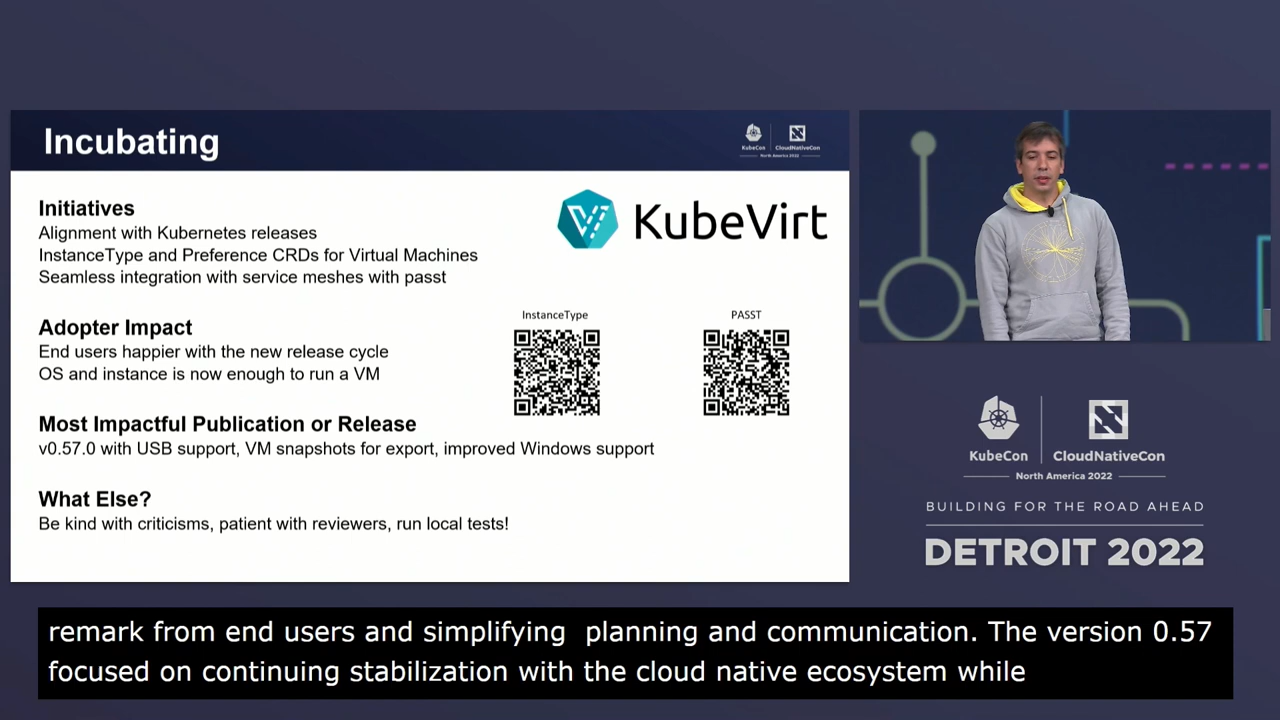 Incubating
KubeCon CloudNativeCon
North America 2022
Initiatives
Alignment with Kubernetes releases
InstanceType and Preference CRDs for Virtual Machines
Seamless integration with service meshes with passt
KubeVirt
Adopter Impact
End users happier with the new release cycle
OS and instance is now enough to run a VM
InstanceType
PASST
Most Impactful Publication or Release
v0.57.0 with USB support, VM snapshots for export, improved Windows support
What Else?
Be kind with criticisms, patient with reviewers, run local tests!
KubeCon CloudNativeCon
North America 2022
BUILDING FOR THE ROAD AHEAD
DETROIT 2022
remark from end users and simplifying  planning and communication. The version 0.57
focused on continuing stabilization with the cloud native ecosystem while